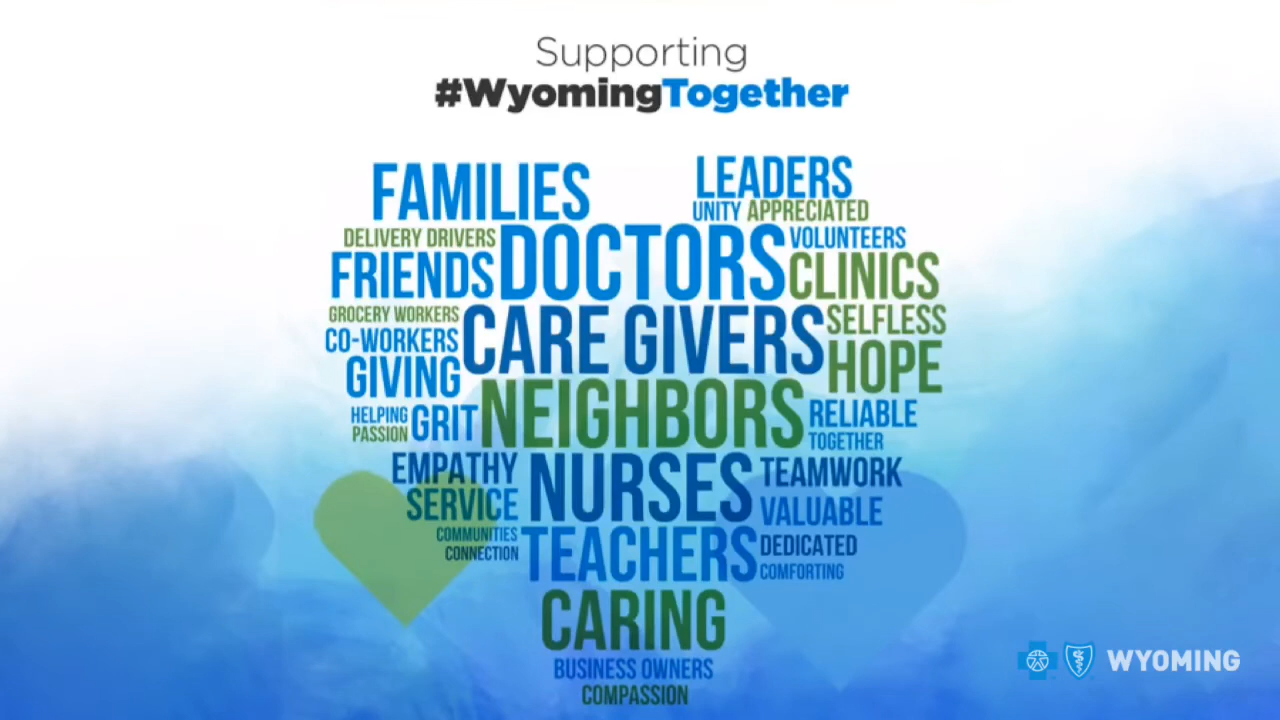 Supporting
#WyomingTogether
FAMILIES
LEADERS
UNITY APPRECIATED
DELIVERY DRIVERS
DOCTORS
VOLUNTEERS
FRIENDS
CLINICS
GROCERY WORKERS
CARE GIVERS
SELFLESS
CO-WORKERS
HOPE
GIVING
NEIGHBORS
HELPING
PASSION
GRIT
RELIABLE
TOGETHER
EMPATHY
NURSES
TEAMWORK
SERVICE
VALUABLE
COMMUNITIES
CONNECTION
TEACHERS
DEDICATED
COMFORTING
CARING
BUSINESS OWNERS
COMPASSION
WYOMING